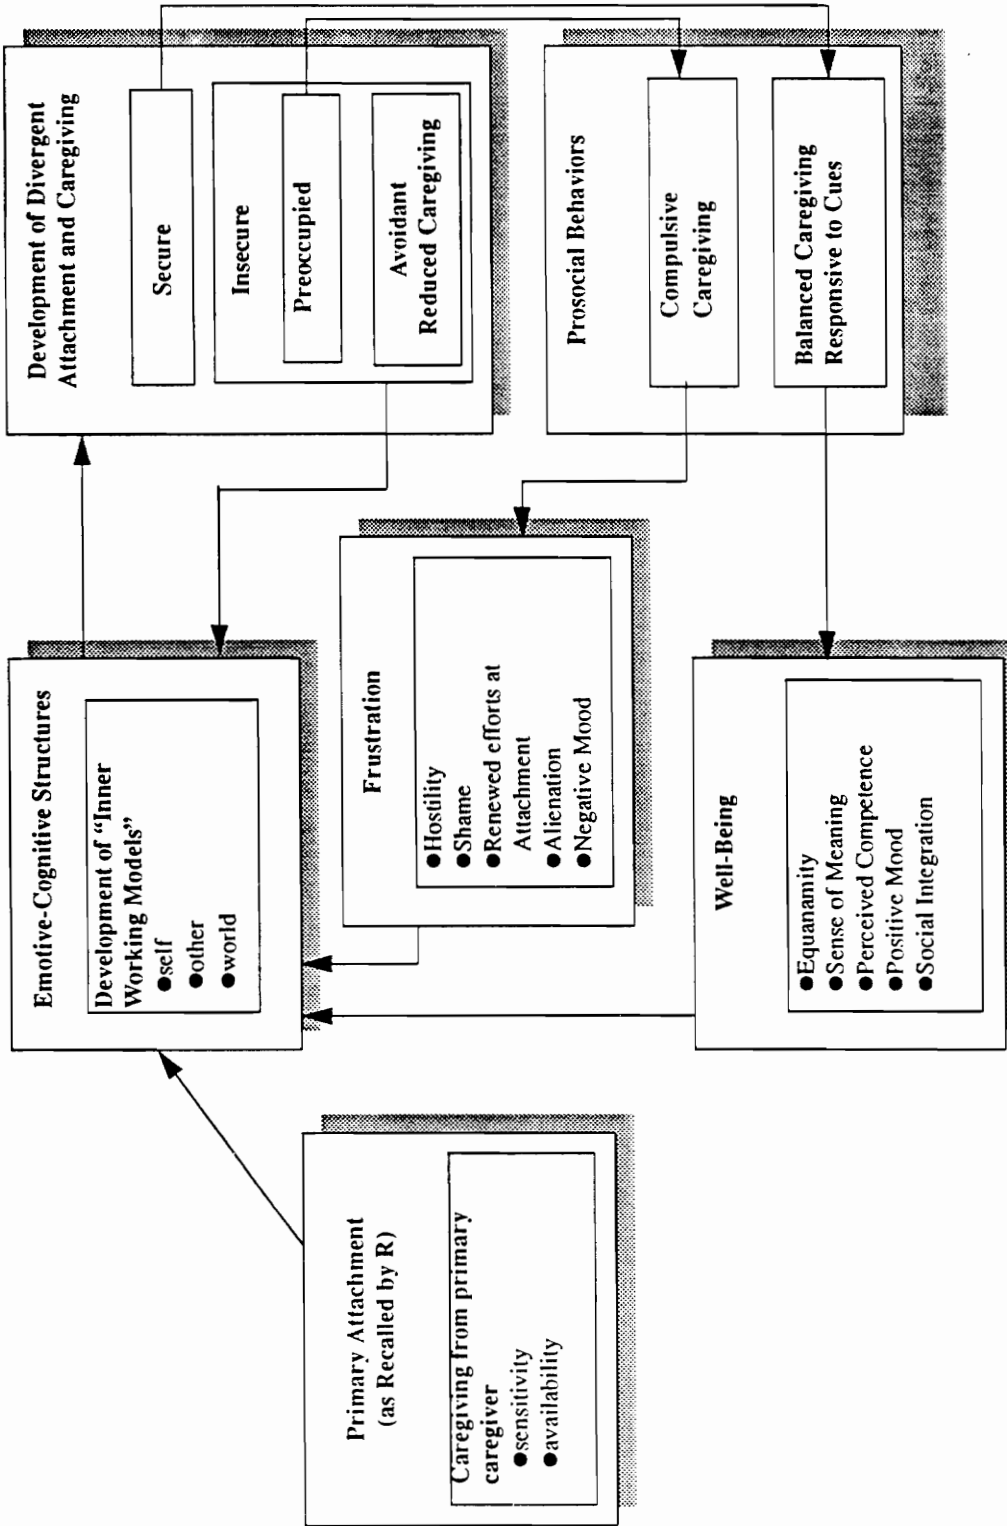 Primary Attachment
(as Recalled by R)
Caregiving from primary
caregiver
●sensitivity
●availability
Emotive-Cognitive Structures
Development of "Inner
Working Models"
●self
●other
●world
Frustration
●Hostility
●Shame
●Renewed efforts at
Attachment
●Alienation
●Negative Mood
Well-Being
●Equanamity
●Sense of Meaning
●Perceived Competence
●Positive Mood
●Social Integration
Development of Divergent
Attachment and Caregiving
Secure
Insecure
Preoccupied
Avoidant
Reduced Caregiving
Prosocial Behaviors
Compulsive
Caregiving
Balanced Caregiving
Responsive to Cues